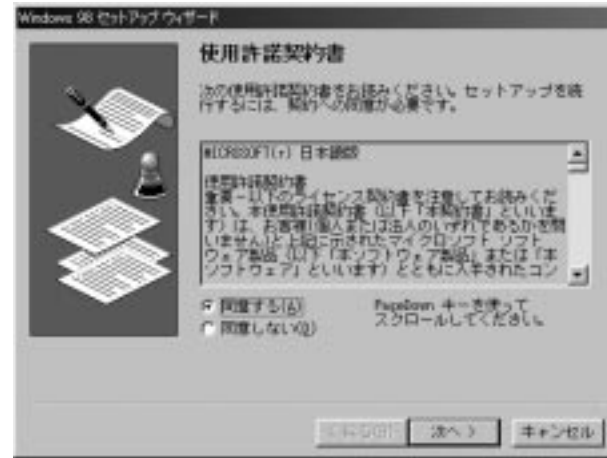 Windows 98 セットアップ ウィザード
使用許諾契約書
次の使用許諾契約書をお読みください。セットアップを続
行するには、契約への同意が必要です。
MICROSOFT(r) 日本語版
使用許諾契約書
重要－以下のライセンス契約書を注意してお読みくだ
さい。本使用許諾契約書（以下「本契約書」といいま
す）は、お客様(個人または法人のいずれであるかを問
いません)と上記に示されたマイクロソフト ソフト
ウェア製品（以下「本ソフトウェア製品」または「本
ソフトウェア」といいます）とともに入手されたコン
同意する(A)
同意しない(D)
PageDown キーを使って
スクロールしてください。
次へ >
キャンセル